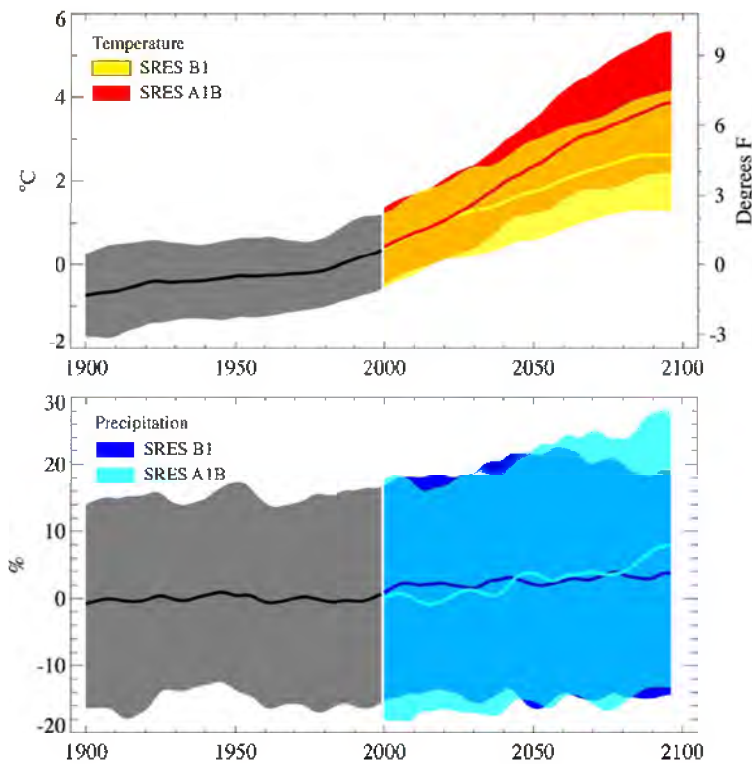 6
Temperature
SRES B1
SRES A1B
4
2
0
-2
°C
9
6
3
0
-3
Degrees F
1900 1950 2000 2050 2100
30
Precipitation
SRES B1
SRES A1B
20
10
0
-10
-20
%
1900 1950 2000 2050 2100